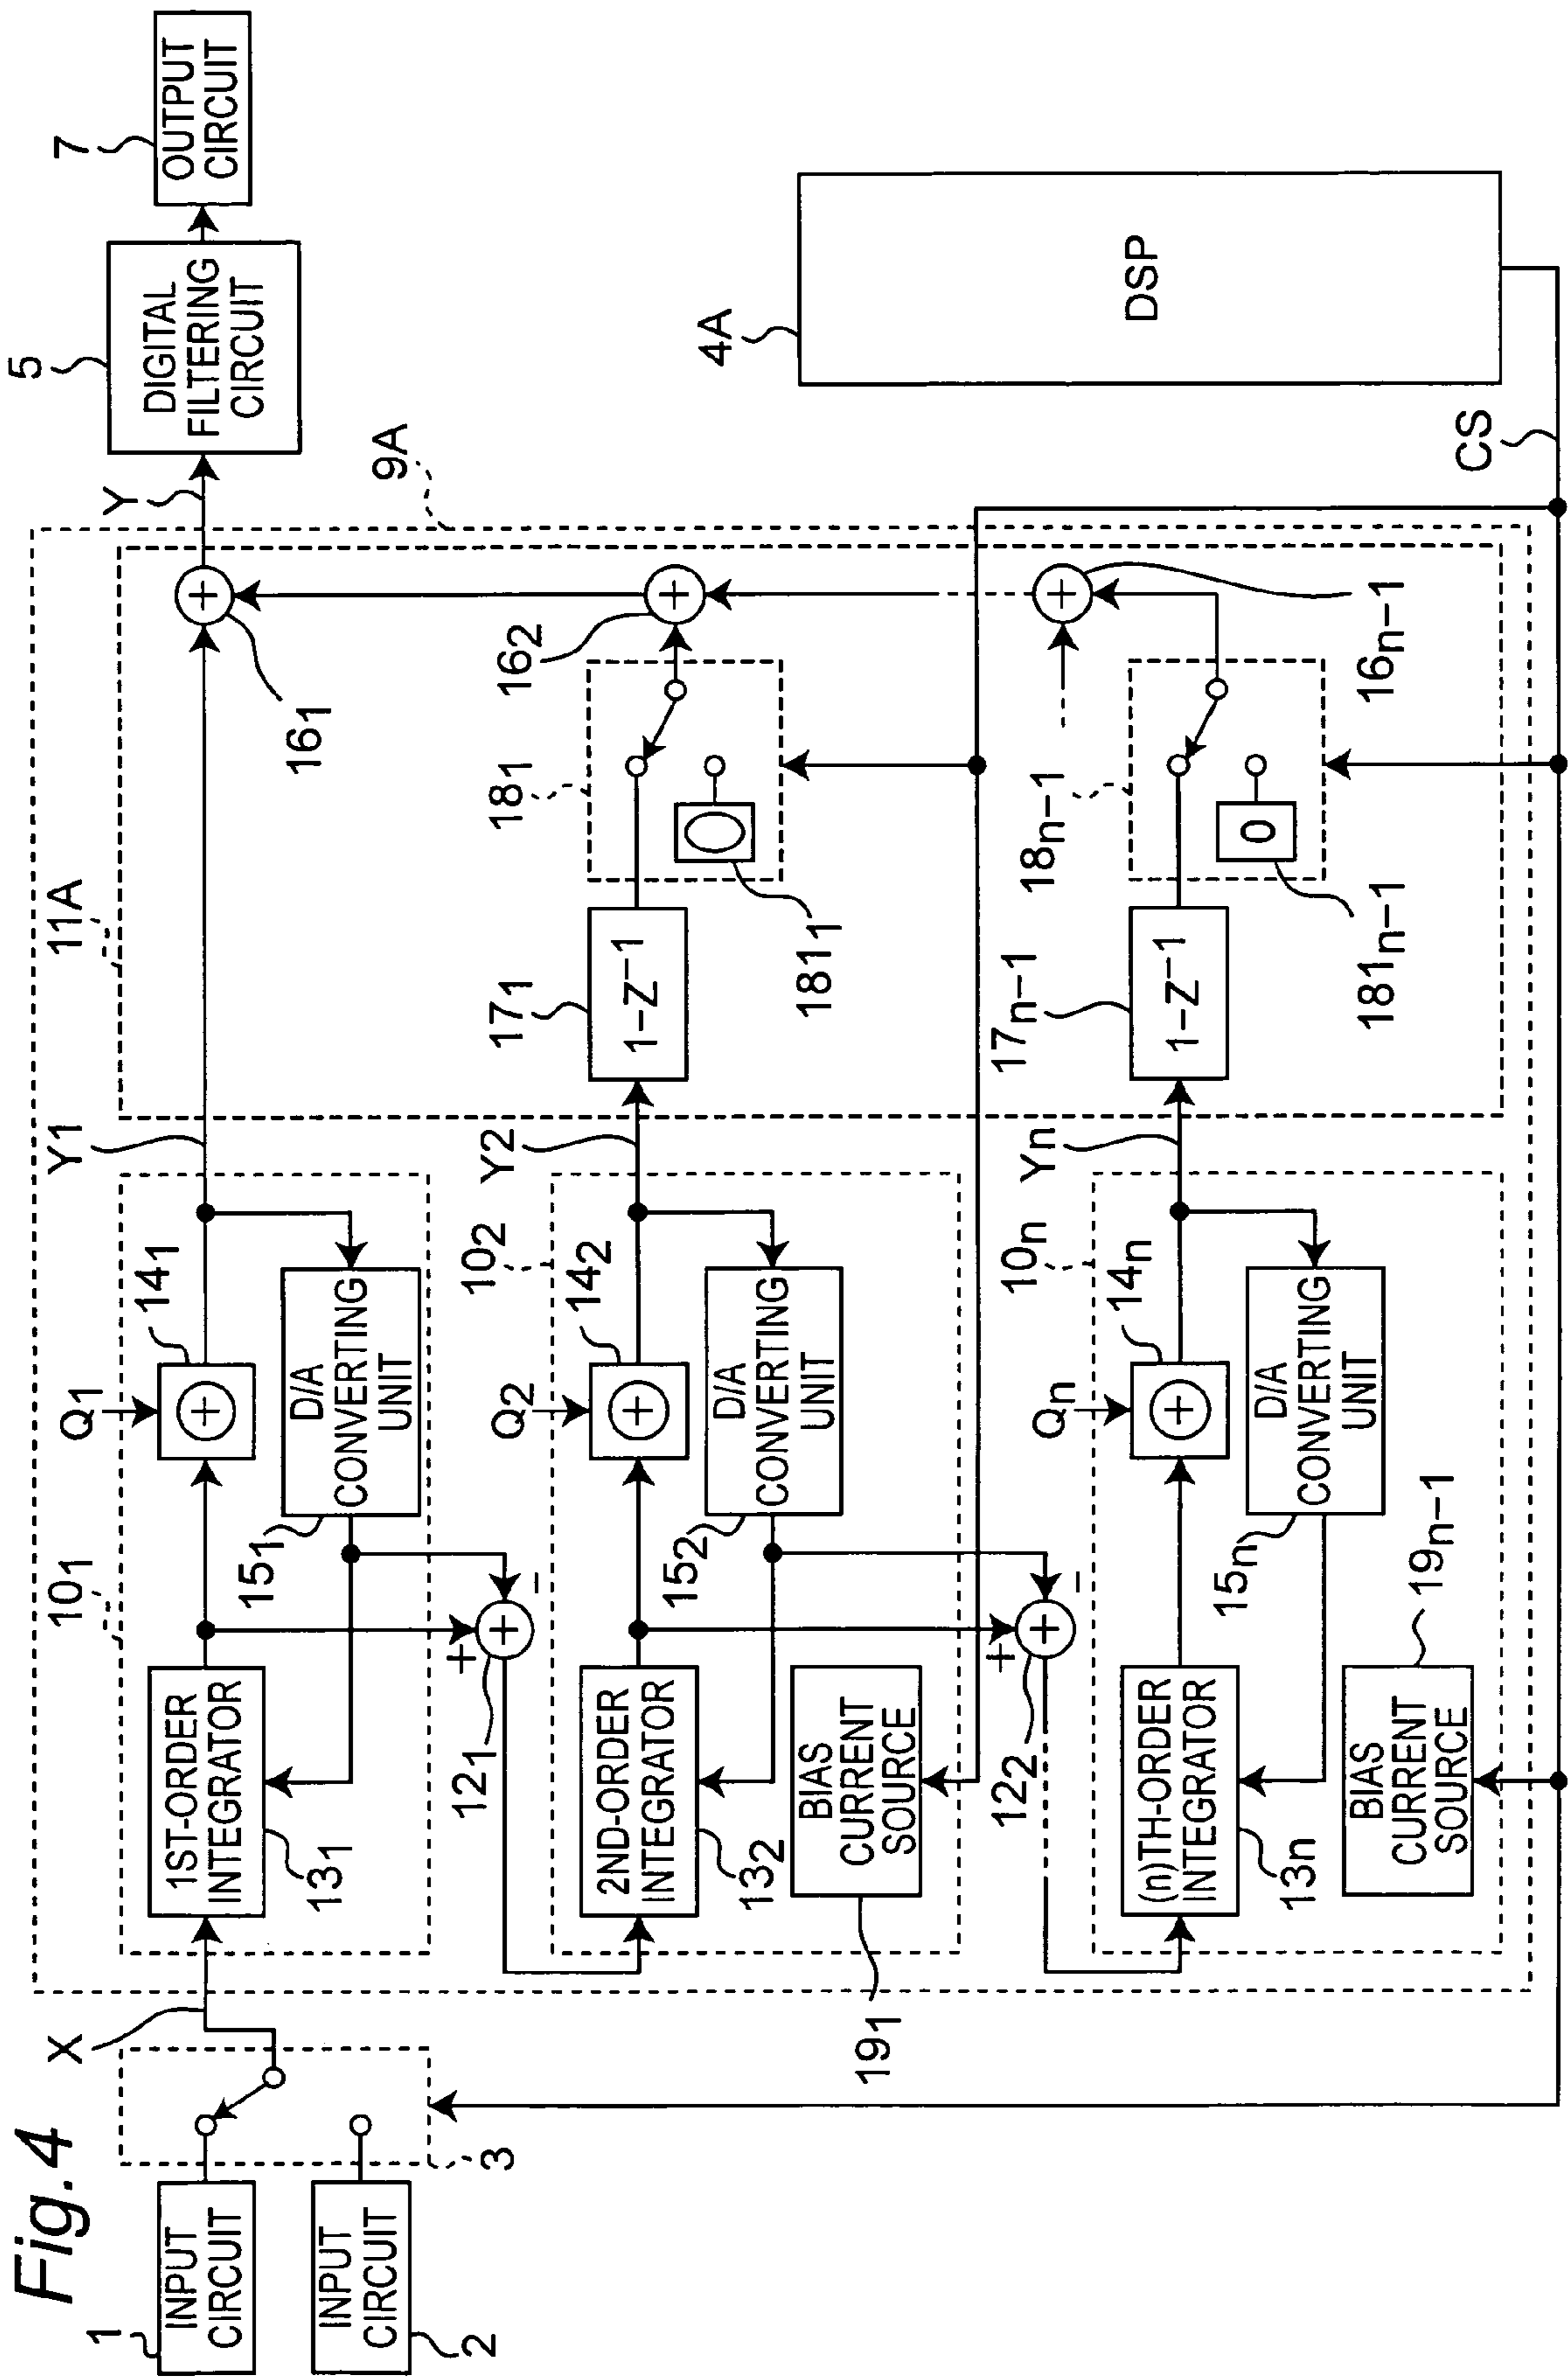 Fig. 4
1
INPUT
CIRCUIT
INPUT
CIRCUIT
2
3
X
10₁
1ST-ORDER
INTEGRATOR
13₁
Q₁
14₁
D/A
CONVERTING
UNIT
15₁
Y1
12₁
+
−
10₂
2ND-ORDER
INTEGRATOR
13₂
Q₂
14₂
D/A
CONVERTING
UNIT
15₂
Y2
BIAS
CURRENT
SOURCE
19₁
12₂
+
−
10ₙ
(n)TH-ORDER
INTEGRATOR
13ₙ
Qₙ
14ₙ
D/A
CONVERTING
UNIT
15ₙ
Yn
BIAS
CURRENT
SOURCE
19ₙ₋₁
11A
9A
16₁
17₁
1−Z⁻¹
18₁
0
181₁
16₂
17ₙ₋₁
1−Z⁻¹
18ₙ₋₁
0
181ₙ₋₁
16ₙ₋₁
Y
5
DIGITAL
FILTERING
CIRCUIT
7
OUTPUT
CIRCUIT
4A
DSP
CS